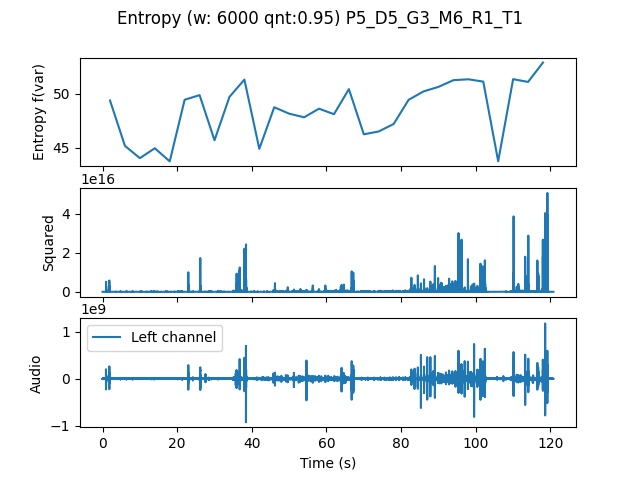 Entropy (w: 6000 qnt:0.95) P5_D5_G3_M6_R1_T1
50
45
Entropy f(var)
1e16
4
2
0
Squared
1e9
Left channel
1
0
−1
Audio
0
20
40
60
80
100
120
Time (s)